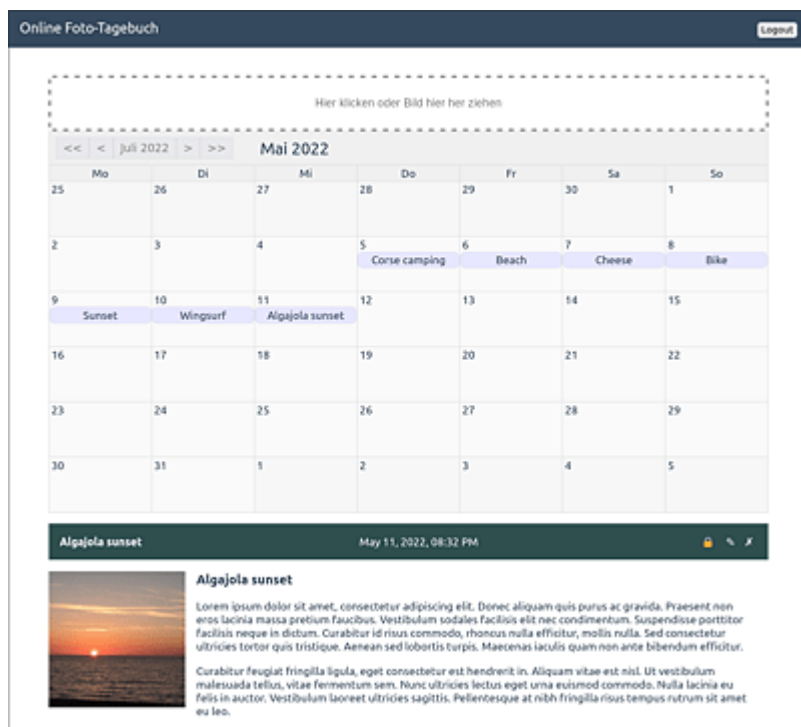 Online Foto-Tagebuch
Logout
Hier klicken oder Bild hier her ziehen
<< < Juli 2022 > >> Mai 2022
Mo Di Mi Do Fr Sa So
25 26 27 28 29 30 1
2 3 4 5 6 7 8
Corse camping Beach Cheese Bike
9 10 11 12 13 14 15
Sunset Wingsurf Algajola sunset
16 17 18 19 20 21 22
23 24 25 26 27 28 29
30 31 1 2 3 4 5
Algajola sunset May 11, 2022, 08:32 PM
Algajola sunset
Lorem ipsum dolor sit amet, consectetur adipiscing elit. Donec aliquam quis purus ac gravida. Praesent non
eros lacinia massa pretium faucibus. Vestibulum sodales facilisis elit nec condimentum. Suspendisse porttitor
facilisis neque in dictum. Curabitur id risus commodo, rhoncus nulla efficitur, mollis nulla. Sed consectetur
ultricies tortor quis tristique. Aenean sed lobortis turpis. Maecenas iaculis quam non ante bibendum efficitur.
Curabitur feugiat fringilla ligula, eget consectetur est hendrerit in. Aliquam vitae est nisl. Ut vestibulum
malesuada tellus, vitae fermentum sem. Nunc ultricies lectus eget urna euismod commodo. Nulla lacinia eu
felis in auctor. Vestibulum laoreet ultricies sagittis. Pellentesque at nibh fringilla risus tempus rutrum sit amet
eu leo.